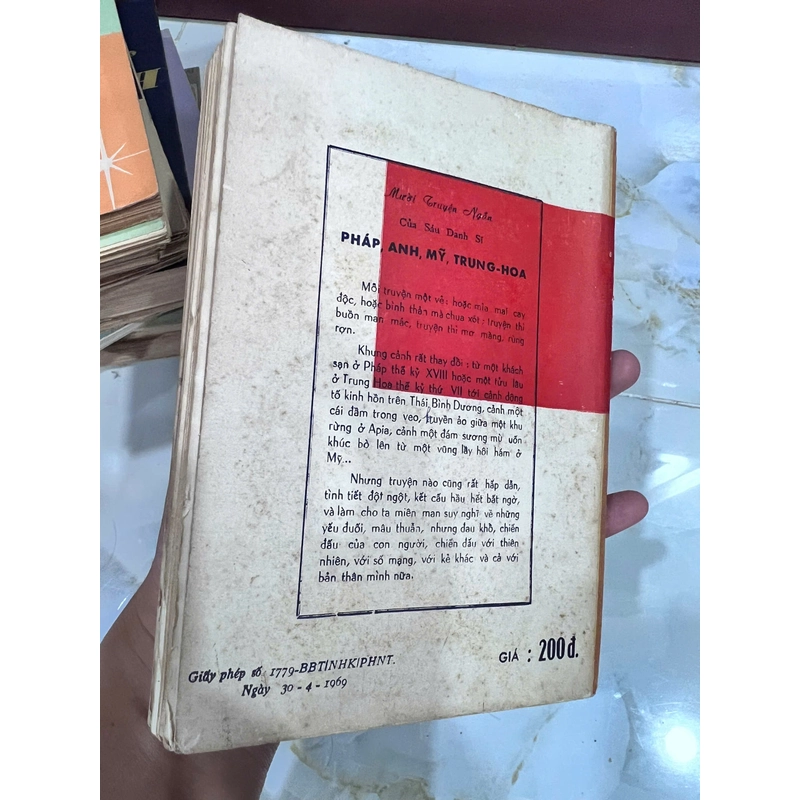 Mười Truyện Ngắn
Của Sáu Danh Sĩ
PHÁP, ANH, MỸ, TRUNG-HOA
Mỗi truyện một vẻ : hoặc mỉa mai cay
độc, hoặc bình thản mà chua xót : truyện thì
buồn man mác, truyện thì mơ màng, rùng
rợn.
Khung cảnh rất thay đổi : từ một khách
sạn ở Pháp thế kỷ XVIII hoặc một tửu lâu
ở Trung Hoa thế kỷ thứ VII tới cảnh dông
tố kinh hồn trên Thái Bình Dương, cảnh một
cái đầm trong veo, huyền ảo giữa một khu
rừng ở Apia, cảnh một đám sương mù uốn
khúc bò lên từ một vũng lầy hôi hám ở
Mỹ...
Nhưng truyện nào cũng rất hấp dẫn,
tình tiết đột ngột, kết cấu hầu hết bất ngờ,
và làm cho ta miên man suy nghĩ về những
yếu đuối, mâu thuẫn, những đau khổ, chiến
đấu của con người, chiến đấu với thiên
nhiên, với số mạng, với kẻ khác và cả với
bản thân mình nữa.
Giấy phép số 1779-BBTTNHK/PHNT.
Ngày 30-4-1969
GIÁ : 200đ.